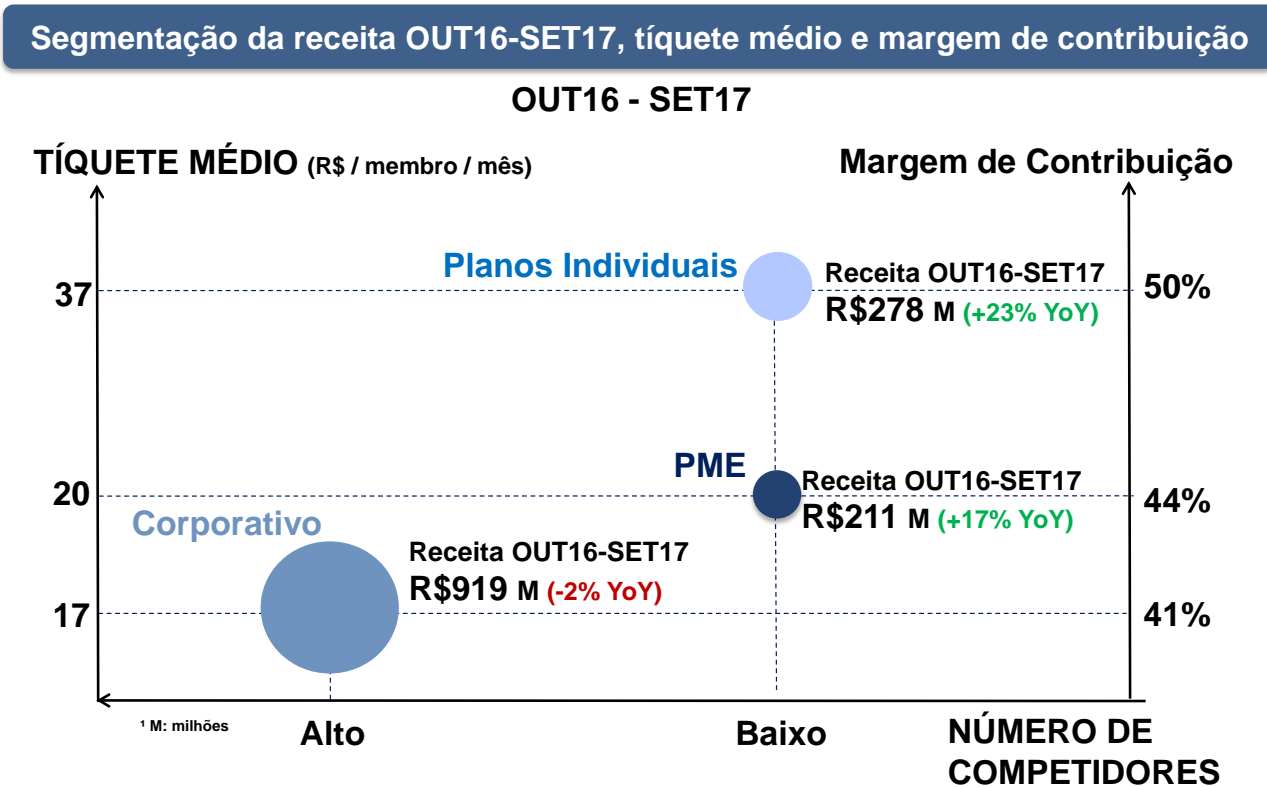 Segmentação da receita OUT16-SET17, tíquete médio e margem de contribuição
OUT16 - SET17
TÍQUETE MÉDIO (R$ / membro / mês)
Margem de Contribuição
Planos Individuais
Receita OUT16-SET17
R$278 M (+23% YoY)
37
50%
PME
Receita OUT16-SET17
R$211 M (+17% YoY)
20
44%
Corporativo
Receita OUT16-SET17
R$919 M (-2% YoY)
17
41%
¹ M: milhões
Alto
Baixo
NÚMERO DE
COMPETIDORES